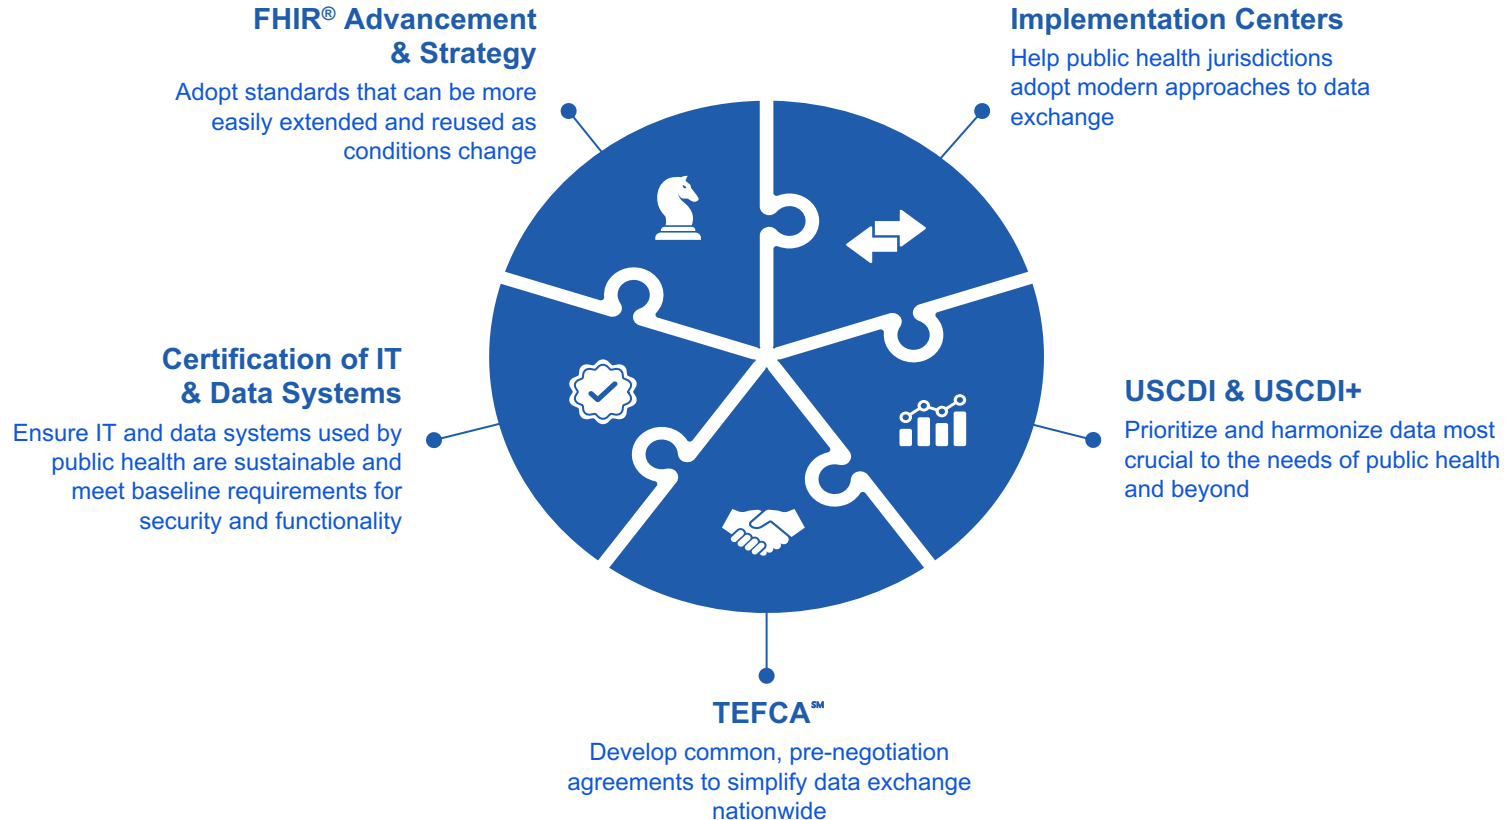 FHIR® Advancement
& Strategy
Adopt standards that can be more
easily extended and reused as
conditions change
Implementation Centers
Help public health jurisdictions
adopt modern approaches to data
exchange
Certification of IT
& Data Systems
Ensure IT and data systems used by
public health are sustainable and
meet baseline requirements for
security and functionality
USCDI & USCDI+
Prioritize and harmonize data most
crucial to the needs of public health
and beyond
TEFCA℠
Develop common, pre-negotiation
agreements to simplify data exchange
nationwide